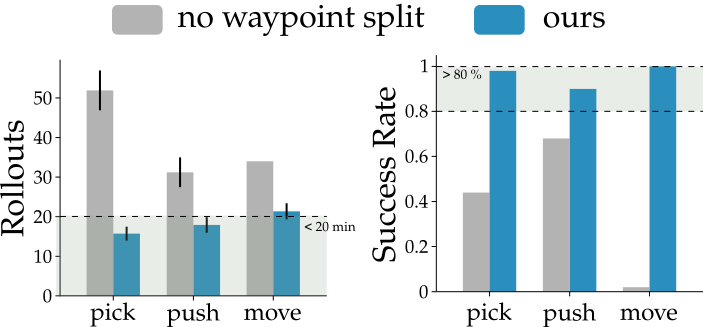 no waypoint split
ours
Rollouts
50
40
30
20
10
0
< 20 min
pick
push
move
Success Rate
1
0.8
0.6
0.4
0.2
0
> 80 %
pick
push
move